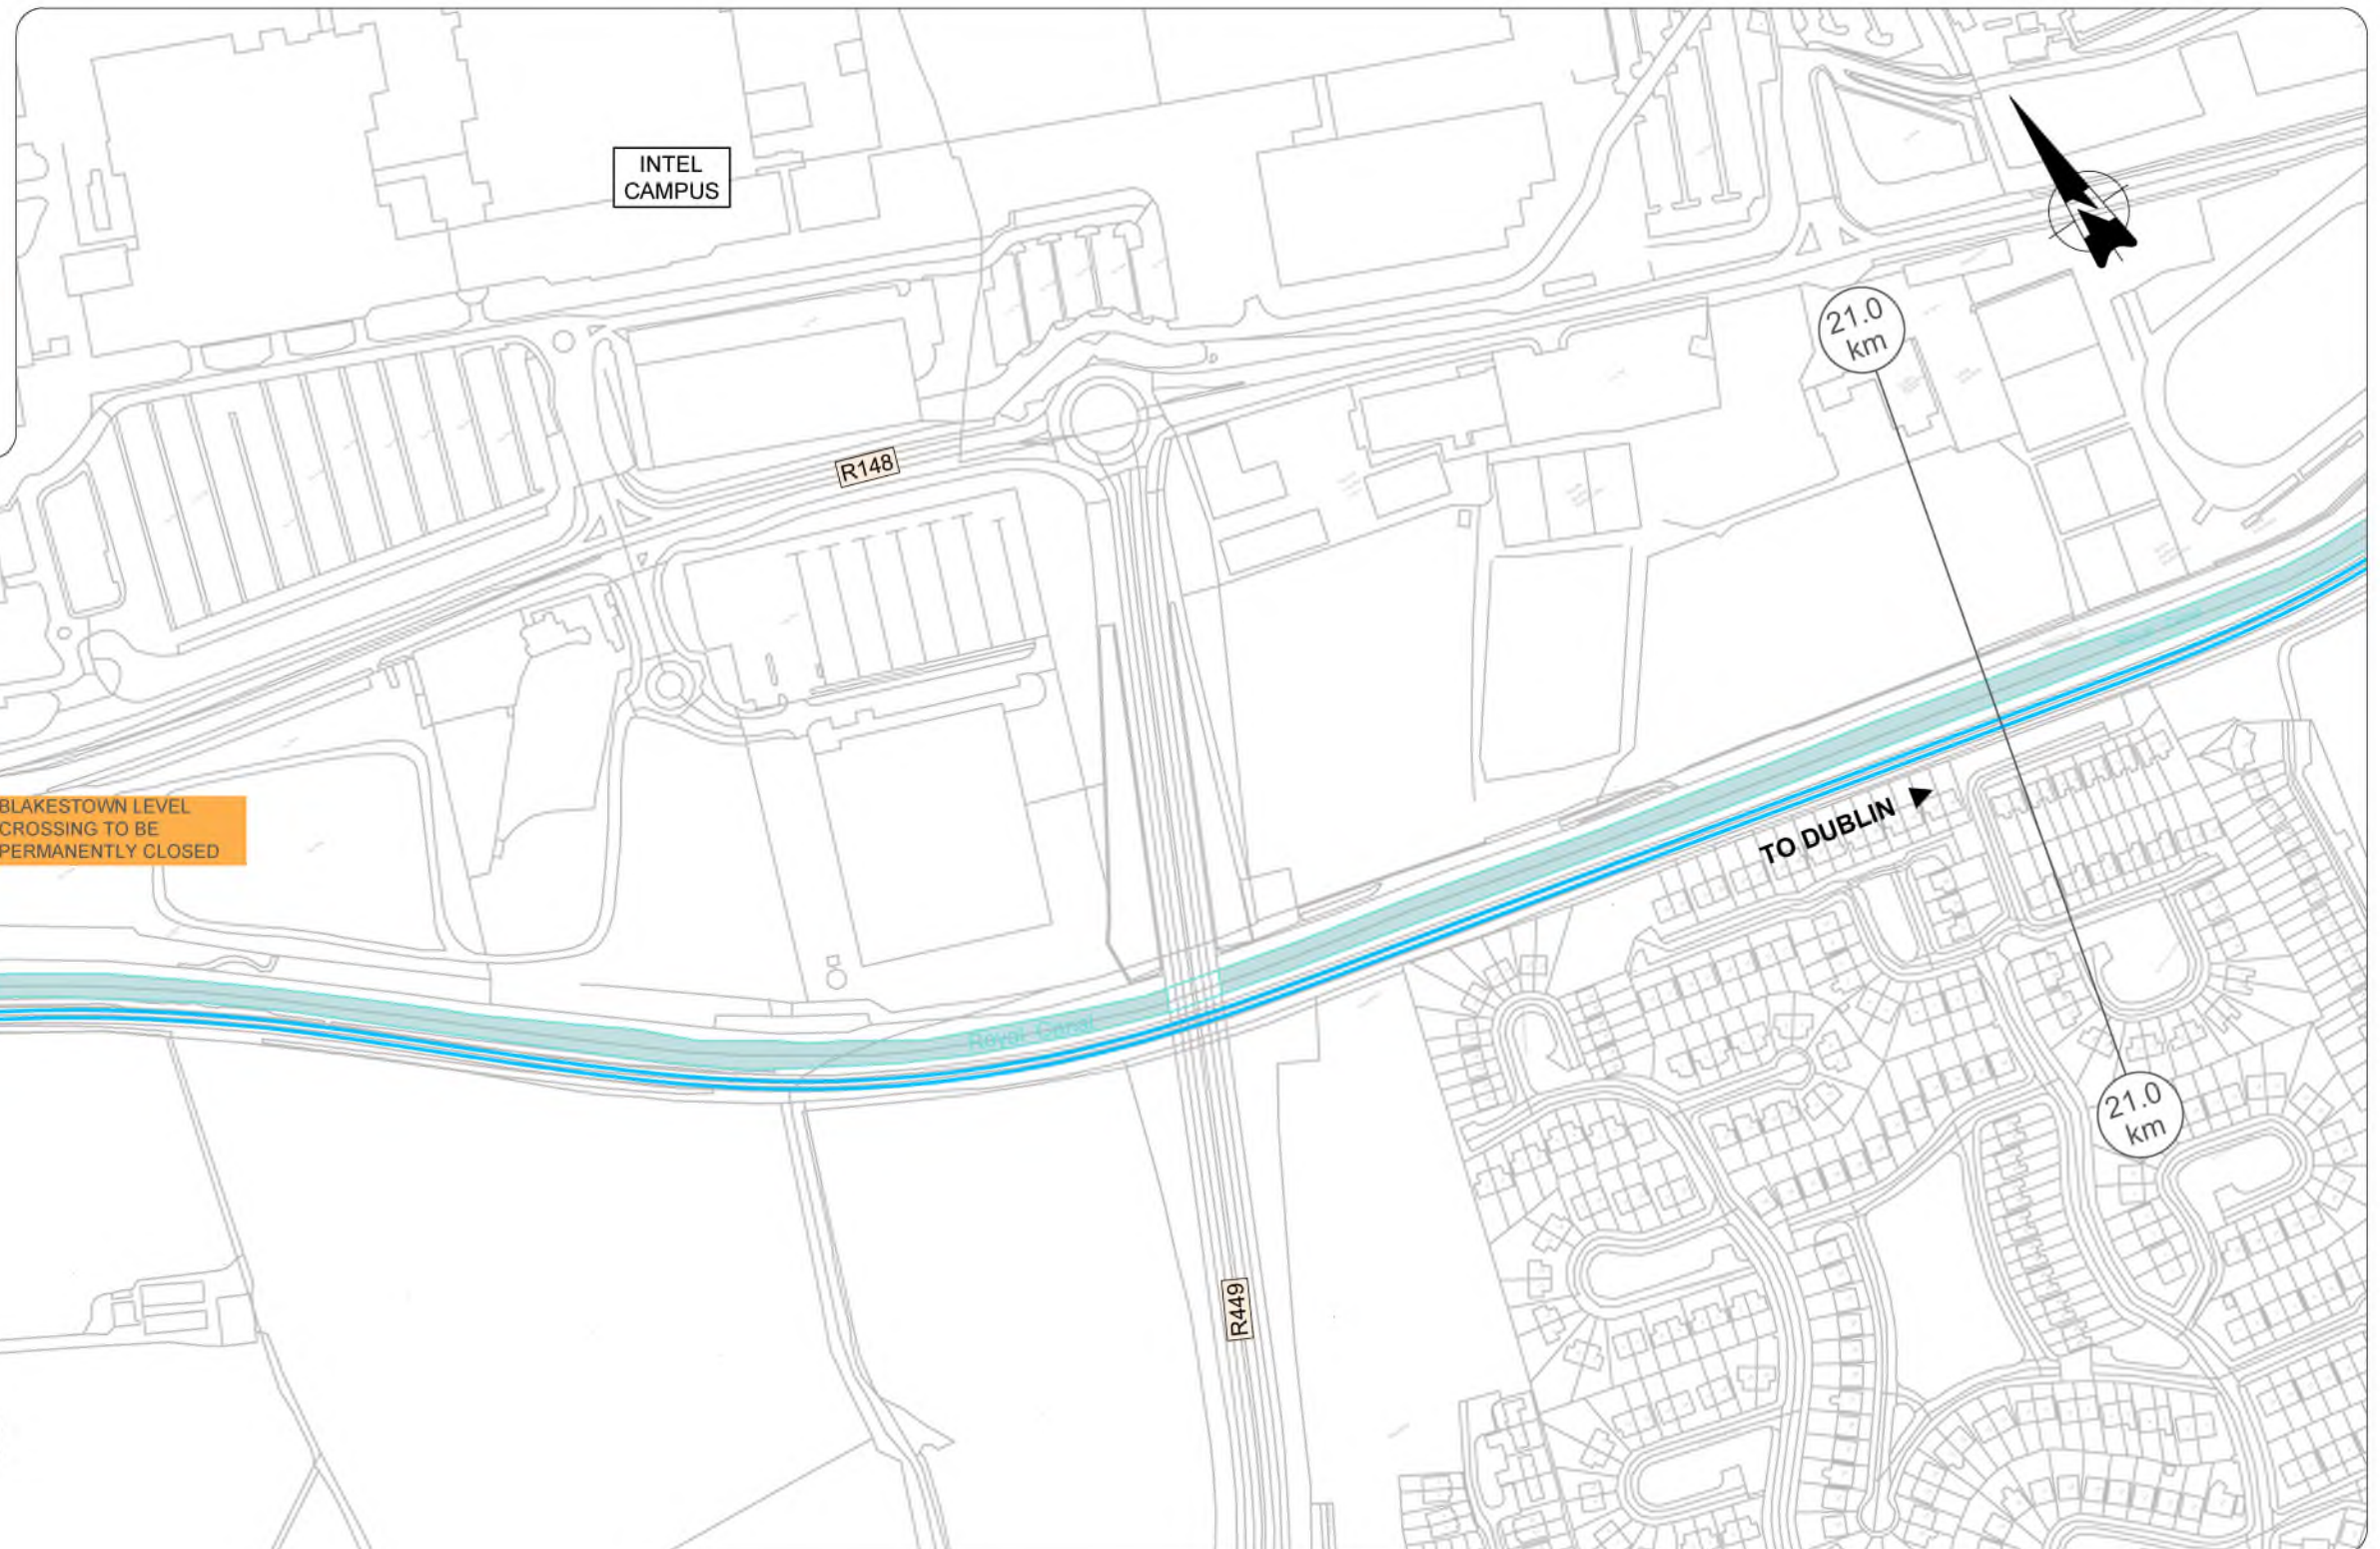 INTEL
CAMPUS
21.0
km
R148
BLAKESTOWN LEVEL
CROSSING TO BE
PERMANENTLY CLOSED
TO DUBLIN
Royal Canal
21.0
km
R449